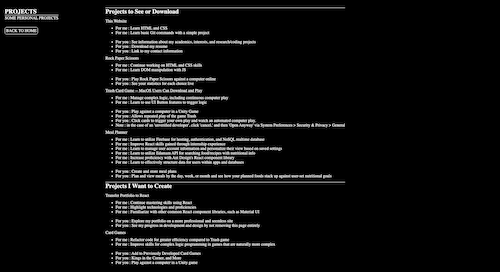 PROJECTS
SOME PERSONAL PROJECTS
BACK TO HOME
Projects to See or Download
This Website
For me : Learn HTML and CSS
For me : Learn basic Git commands with a simple project
For you : See information about my academics, interests, and research/coding projects
For you : Download my resume
For you : Link to my contact information
Rock Paper Scissors
For me : Continue working on HTML and CSS skills
For me : Learn DOM manipulation with JS
For you : Play Rock Paper Scissors against a computer online
For you : See your statistics for each choice live
Trash Card Game -- MacOS Users Can Download and Play
For me : Manage complex logic, including continuous computer play
For me : Learn to use UI Button features to trigger logic
For you : Play against a computer in a Unity Game
For you : Allows repeated play of the game Trash
For you : Click cards to trigger your own play and watch an automated computer play.
Note : in the case of an 'unverified developer', click 'cancel,' and then 'Open Anyway' via System Preferences > Security & Privacy > General
Meal Planner
For me : Learn to utilize Firebase for hosting, authentication, and NoSQL realtime database
For me : Improve React skills gained through internship experience
For me : Learn to manage user account information and personalize their view based on saved settings
For me : Learn to utilize Edamam API for searching food/recipes with nutritional info
For me : Increase proficiency with Ant Design's React component library
For me : Learn to effectively structure data for users within apps and databases
For you : Create and store meal plans
For you : Plan and view meals by the day, week, or month and see how your planned foods stack up against user-set nutritional goals
Projects I Want to Create
Transfer Portfolio to React
For me : Continue mastering skills using React
For me : Highlight technologies and proficiencies
For me : Familiarize with other common React component libraries, such as Material UI
For you : Explore my portfolio on a more professional and seamless site
For you : See my progress in development and design by not removing this page entirely
Card Games
For me : Refactor code for greater efficiency compared to Trash game
For me : Improve skills for complex logic programming in games that are naturally more complex
For you : Add to Previously Developed Card Games
For you : Kings in the Corner, and More
For you : Play against a computer in a Unity game